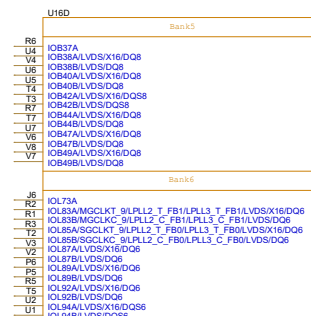 U16D
Bank5
R6 IOB37A
U4 IOB38A/LVDS/X16/DQ8
V4 IOB38B/LVDS/DQ8
U6 IOB40A/LVDS/X16/DQ8
U5 IOB40B/LVDS/DQ8
T4 IOB42A/LVDS/X16/DQS8
T3 IOB42B/LVDS/DQS8
R7 IOB44A/LVDS/X16/DQ8
T7 IOB44B/LVDS/DQ8
U7 IOB47A/LVDS/X16/DQ8
V6 IOB47B/LVDS/DQ8
V8 IOB49A/LVDS/X16/DQ8
V7 IOB49B/LVDS/DQ8
Bank6
J6 IOL73A
R2 IOL83A/MGCLKT_9/LPLL2_T_FB1/LPLL3_T_FB1/LVDS/X16/DQ6
R1 IOL83B/MGCLKC_9/LPLL2_C_FB1/LPLL3_C_FB1/LVDS/DQ6
R3 IOL85A/SGCLKT_9/LPLL2_T_FB0/LPLL3_T_FB0/LVDS/X16/DQ6
T2 IOL85B/SGCLKC_9/LPLL2_C_FB0/LPLL3_C_FB0/LVDS/DQ6
V3 IOL87A/LVDS/X16/DQ6
V2 IOL87B/LVDS/DQ6
P6 IOL89A/LVDS/X16/DQ6
P5 IOL89B/LVDS/DQ6
R5 IOL92A/LVDS/X16/DQ6
T5 IOL92B/LVDS/DQ6
U2 IOL94A/LVDS/X16/DQS6
U1 IOL94B/LVDS/DQS6